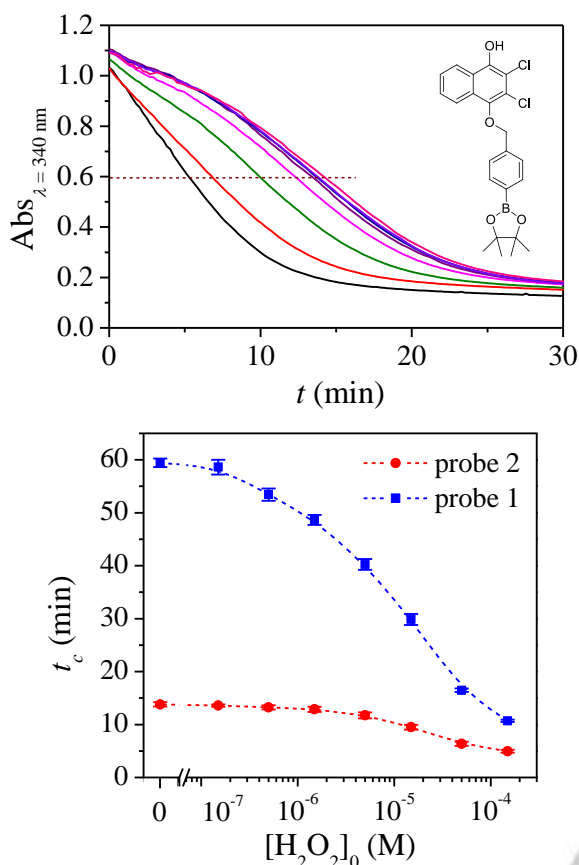 1.2
1.0
0.8
0.6
0.4
0.2
0.0
Abs λ = 340 nm
0
10
20
30
t (min)
OH
Cl
Cl
O
B
O
O
60
50
40
30
20
10
0
t_c (min)
probe 2
probe 1
0
10⁻⁷
10⁻⁶
10⁻⁵
10⁻⁴
[H₂O₂]₀ (M)